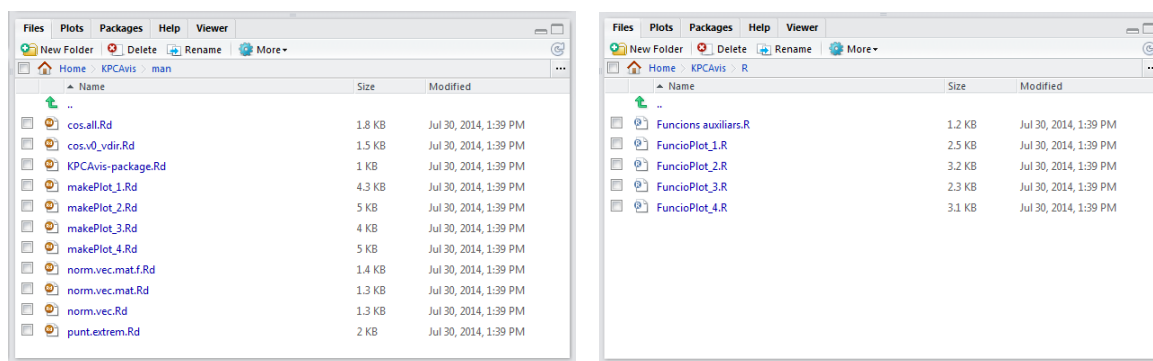 Files Plots Packages Help Viewer
New Folder Delete Rename More
Home KPCAvis man ...
Name Size Modified
..
cos.all.Rd 1.8 KB Jul 30, 2014, 1:39 PM
cos.v0_vdir.Rd 1.5 KB Jul 30, 2014, 1:39 PM
KPCAvis-package.Rd 1 KB Jul 30, 2014, 1:39 PM
makePlot_1.Rd 4.3 KB Jul 30, 2014, 1:39 PM
makePlot_2.Rd 5 KB Jul 30, 2014, 1:39 PM
makePlot_3.Rd 4 KB Jul 30, 2014, 1:39 PM
makePlot_4.Rd 5 KB Jul 30, 2014, 1:39 PM
norm.vec.mat.f.Rd 1.4 KB Jul 30, 2014, 1:39 PM
norm.vec.mat.Rd 1.3 KB Jul 30, 2014, 1:39 PM
norm.vec.Rd 1.3 KB Jul 30, 2014, 1:39 PM
punt.extrem.Rd 2 KB Jul 30, 2014, 1:39 PM
Files Plots Packages Help Viewer
New Folder Delete Rename More
Home KPCAvis R ...
Name Size Modified
..
Funcions auxiliars.R 1.2 KB Jul 30, 2014, 1:39 PM
FuncioPlot_1.R 2.5 KB Jul 30, 2014, 1:39 PM
FuncioPlot_2.R 3.2 KB Jul 30, 2014, 1:39 PM
FuncioPlot_3.R 2.3 KB Jul 30, 2014, 1:39 PM
FuncioPlot_4.R 3.1 KB Jul 30, 2014, 1:39 PM